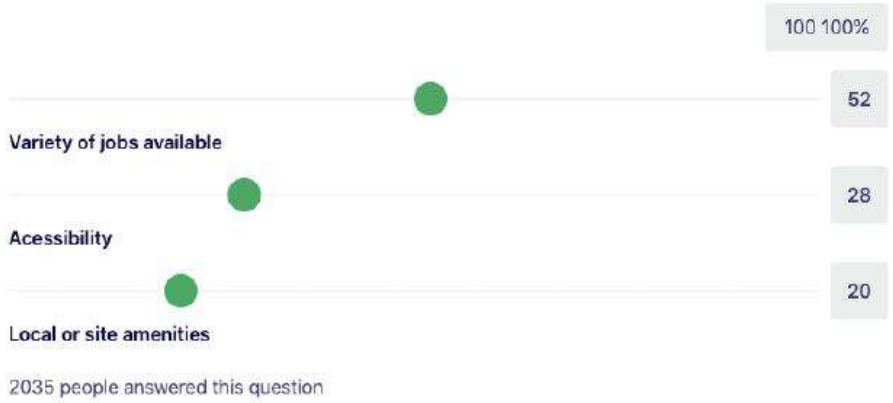 100 100%
52
Variety of jobs available
28
Acessibility
20
Local or site amenities
2035 people answered this question